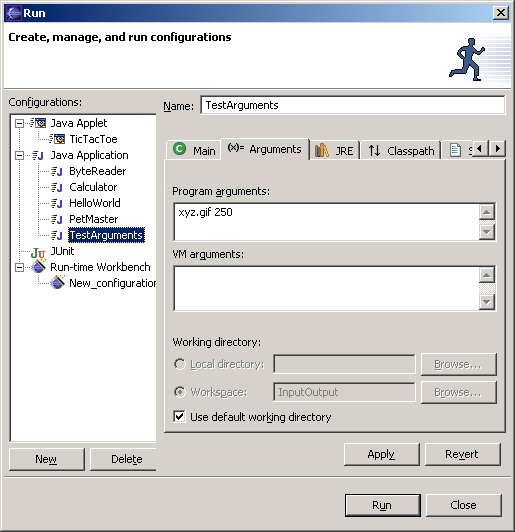 Run
Create, manage, and run configurations
Configurations:
Name: TestArguments
Java Applet
TicTacToe
Java Application
ByteReader
Calculator
HelloWorld
PetMaster
TestArguments
JUnit
Run-time Workbench
New_configuration
New Delete
Main (x)= Arguments JRE Classpath S
Program arguments:
xyz.gif 250
VM arguments:
Working directory:
Local directory: Browse...
Workspace: InputOutput Browse...
Use default working directory
Apply Revert
Run Close